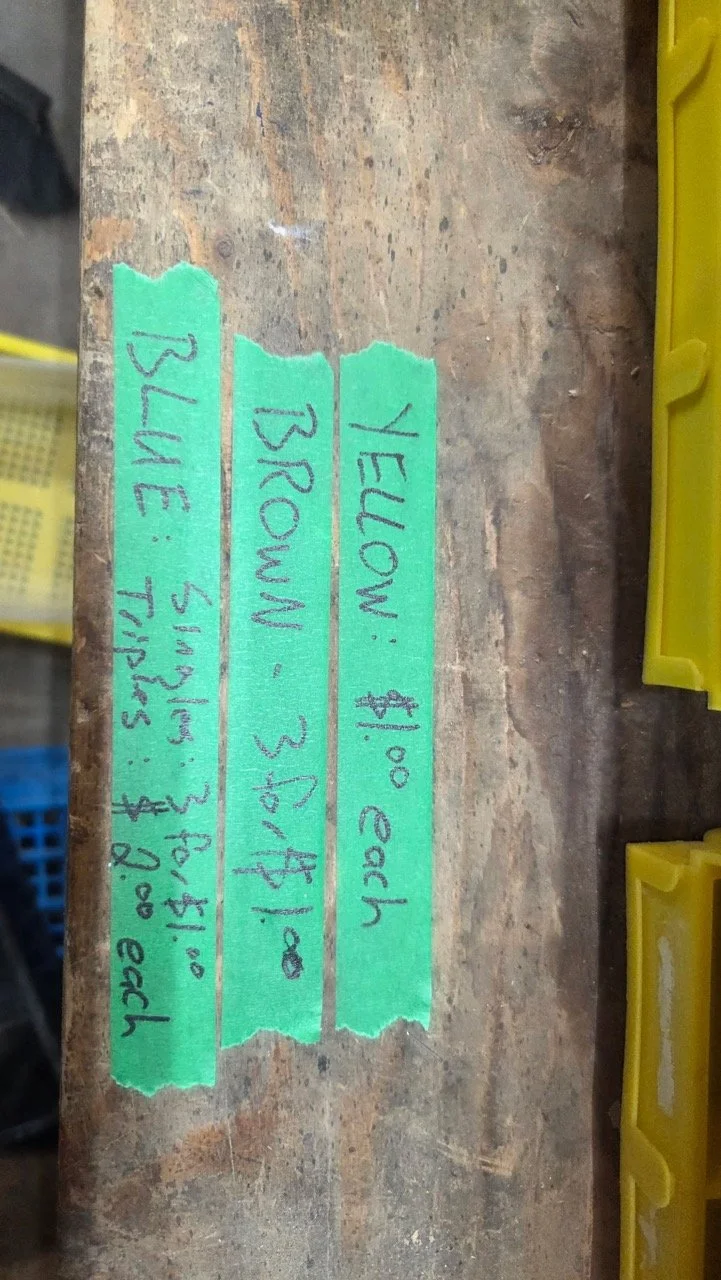 YELLOW: $1.00 each
BROWN - 3 for $1.00
BLUE: Singles: 3 for $1.00
Triples: $2.00 each